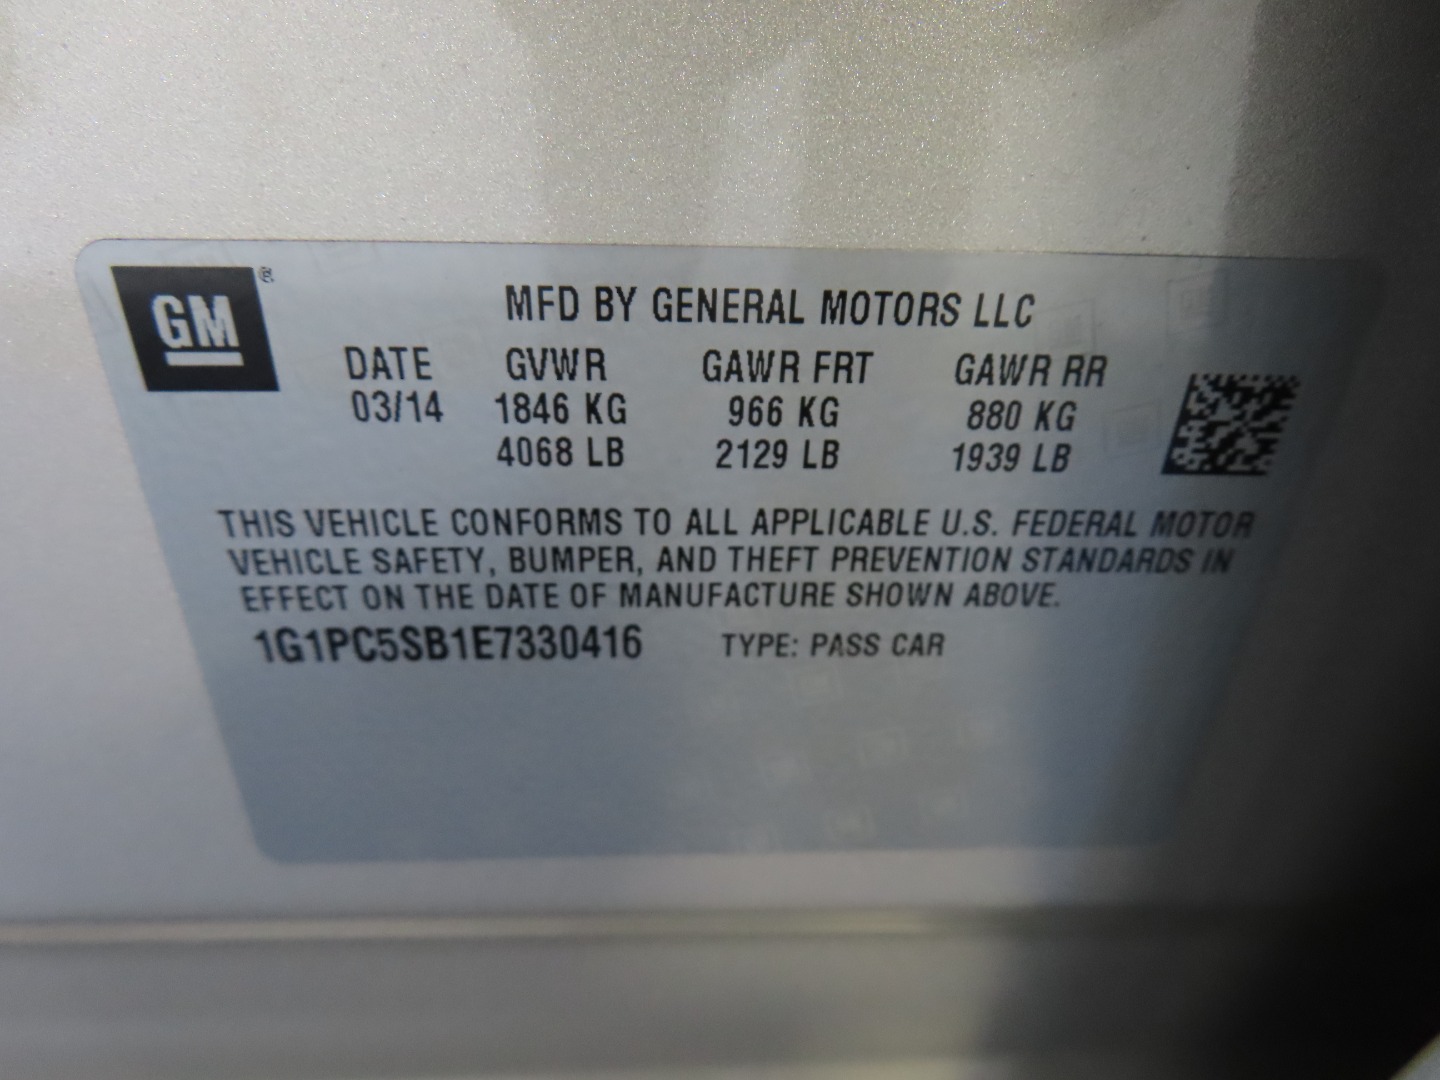 GM ®
MFD BY GENERAL MOTORS LLC
DATE GVWR GAWR FRT GAWR RR
03/14 1846 KG 966 KG 880 KG
4068 LB 2129 LB 1939 LB
THIS VEHICLE CONFORMS TO ALL APPLICABLE U.S. FEDERAL MOTOR
VEHICLE SAFETY, BUMPER, AND THEFT PREVENTION STANDARDS IN
EFFECT ON THE DATE OF MANUFACTURE SHOWN ABOVE.
1G1PC5SB1E7330416 TYPE: PASS CAR